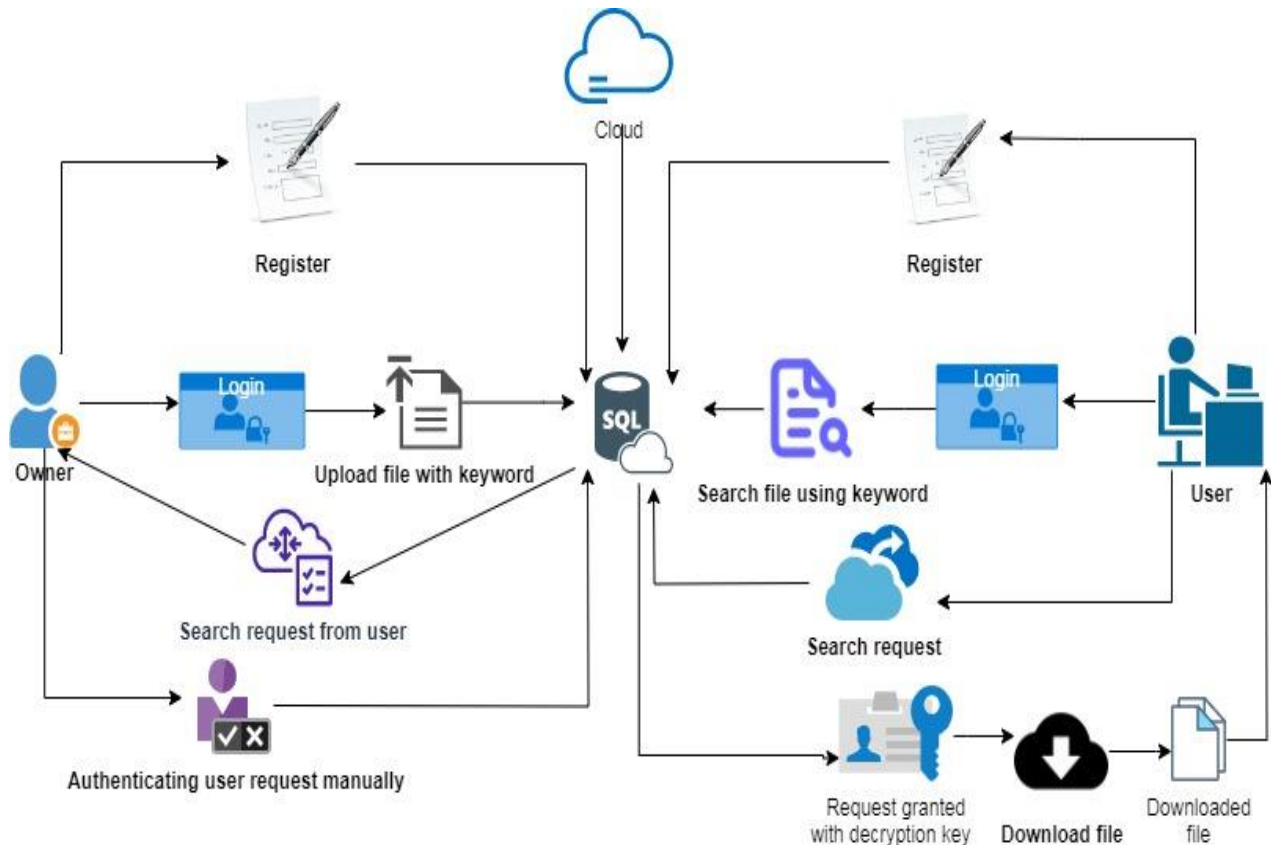 Cloud
Register
Register
Login
Login
SQL
Owner
Upload file with keyword
Search file using keyword
User
Search request from user
Search request
Authenticating user request manually
Request granted
with decryption key
Download file
Downloaded
file